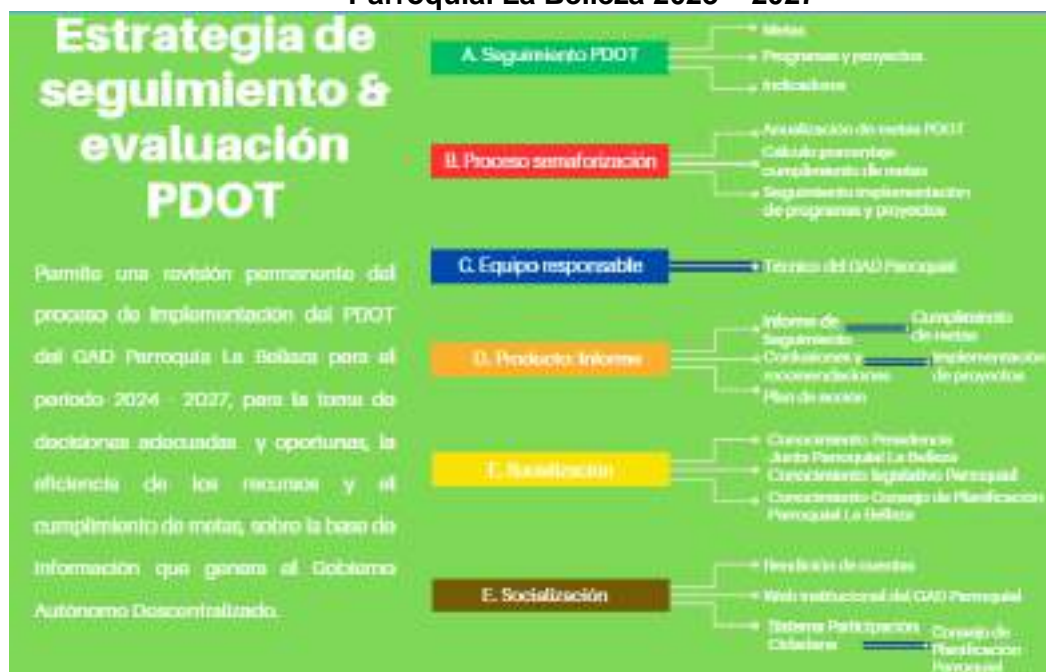 Parroquial La Belleza 2023 – 2027
Estrategia de
seguimiento &
evaluación
PDOT
Permite una revisión permanente del
proceso de Implementación del PDOT
del GAD Parroquia La Belleza para el
periodo 2024 - 2027, para la toma de
decisiones adecuadas y oportunas, la
eficiencia de los recursos y el
cumplimiento de metas, sobre la base de
Información que genera el Gobierno
Autónomo Descentralizado.
A. Seguimiento PDOT
Metas
Programas y proyectos
Indicadores
B. Proceso semaforización
Anualización de metas PDOT
Cálculo porcentaje
cumplimiento de metas
Seguimiento implementación
de programas y proyectos
C. Equipo responsable
Técnico del GAD Parroquial
D. Producto: Informe
Informe de
Seguimiento
Cumplimiento
de metas
Conclusiones y
recomendaciones
Implementación
de proyectos
Plan de acción
E. Socialización
Conocimiento Presidencia
Junta Parroquial La Belleza
Conocimiento legislativo Parroquial
Conocimiento Consejo de Planificación
Parroquial La Belleza
E. Socialización
Rendición de cuentas
Web institucional del GAD Parroquial
Sistema Participación
Ciudadana
Consejo de
Planificación
Parroquial